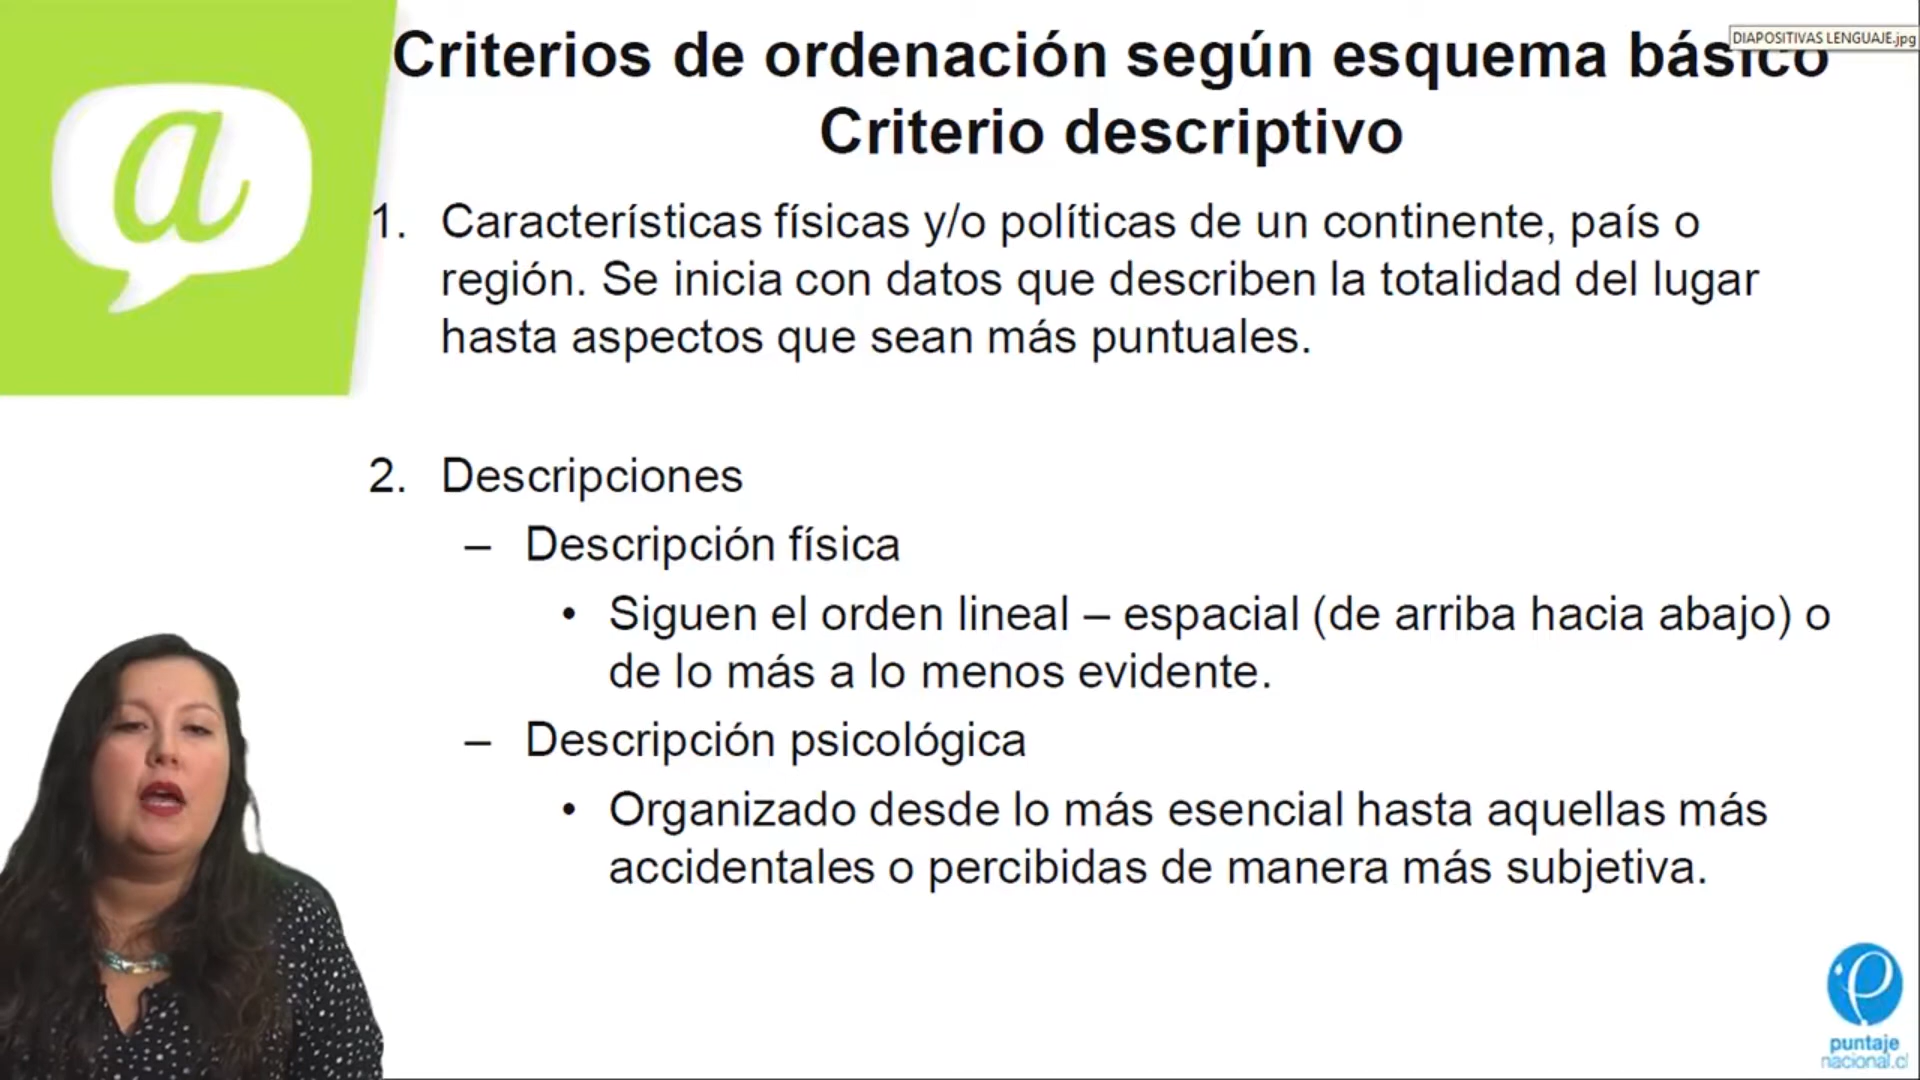 Criterios de ordenación según esquema básico
DIAPOSITIVAS LENGUAJE.jpg
Criterio descriptivo
a
1. Características físicas y/o políticas de un continente, país o
región. Se inicia con datos que describen la totalidad del lugar
hasta aspectos que sean más puntuales.
2. Descripciones
– Descripción física
• Siguen el orden lineal – espacial (de arriba hacia abajo) o
de lo más a lo menos evidente.
– Descripción psicológica
• Organizado desde lo más esencial hasta aquellas más
accidentales o percibidas de manera más subjetiva.
puntaje
nacional.cl